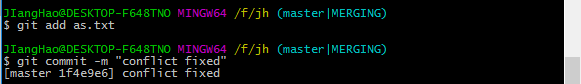 JIangHao@DESKTOP-F648TNO MINGW64 /f/jh (master|MERGING)
$ git add as.txt
JIangHao@DESKTOP-F648TNO MINGW64 /f/jh (master|MERGING)
$ git commit -m "conflict fixed"
[master 1f4e9e6] conflict fixed